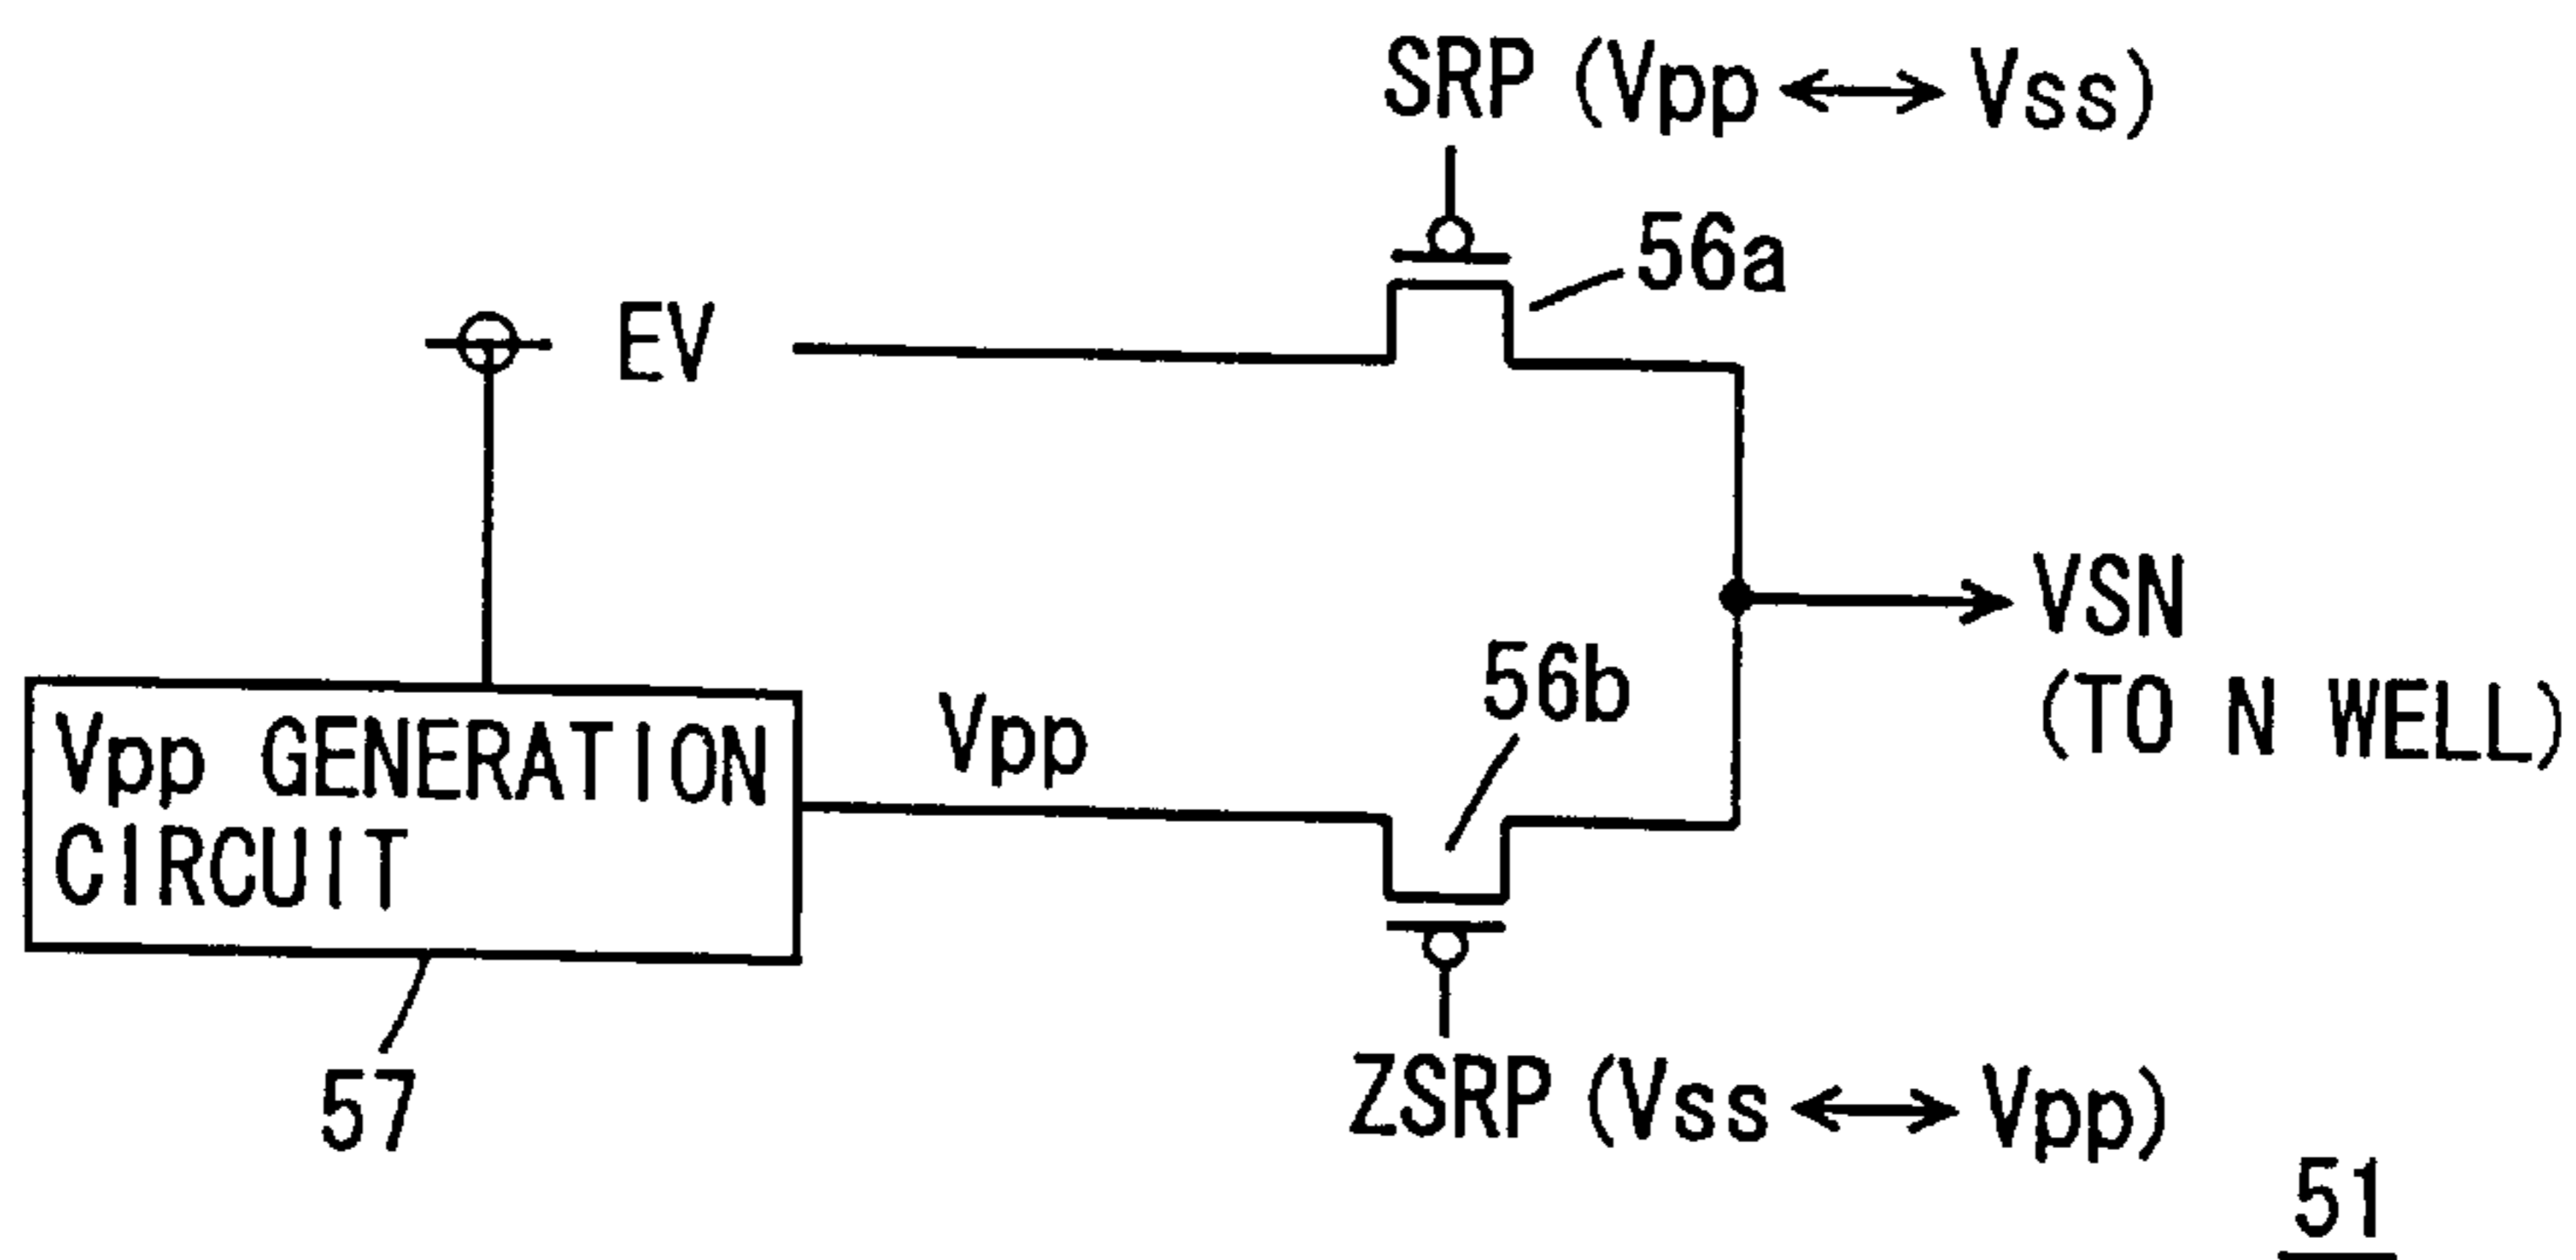 SRP (Vpp ↔ Vss)
56a
EV
VSN
(TO N WELL)
56b
Vpp
Vpp GENERATION
CIRCUIT
57
ZSRP (Vss ↔ Vpp)
51